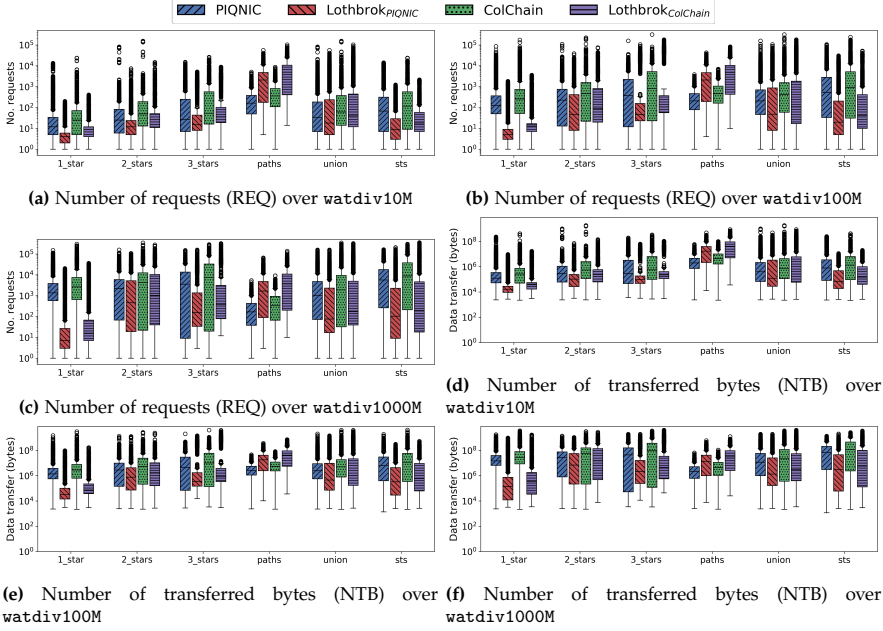 PIQNIC Lothbrok_PIQNIC ColChain Lothbrok_ColChain
No. requests
10^5
10^4
10^3
10^2
10^1
10^0
1_star 2_stars 3_stars paths union sts
(a) Number of requests (REQ) over watdiv10M
No. requests
10^5
10^4
10^3
10^2
10^1
10^0
1_star 2_stars 3_stars paths union sts
(b) Number of requests (REQ) over watdiv100M
No. requests
10^5
10^4
10^3
10^2
10^1
10^0
1_star 2_stars 3_stars paths union sts
(c) Number of requests (REQ) over watdiv1000M
Data transfer (bytes)
10^8
10^6
10^4
10^2
10^0
1_star 2_stars 3_stars paths union sts
(d) Number of transferred bytes (NTB) over
watdiv10M
Data transfer (bytes)
10^8
10^6
10^4
10^2
10^0
1_star 2_stars 3_stars paths union sts
(e) Number of transferred bytes (NTB) over
watdiv100M
Data transfer (bytes)
10^8
10^6
10^4
10^2
10^0
1_star 2_stars 3_stars paths union sts
(f) Number of transferred bytes (NTB) over
watdiv1000M